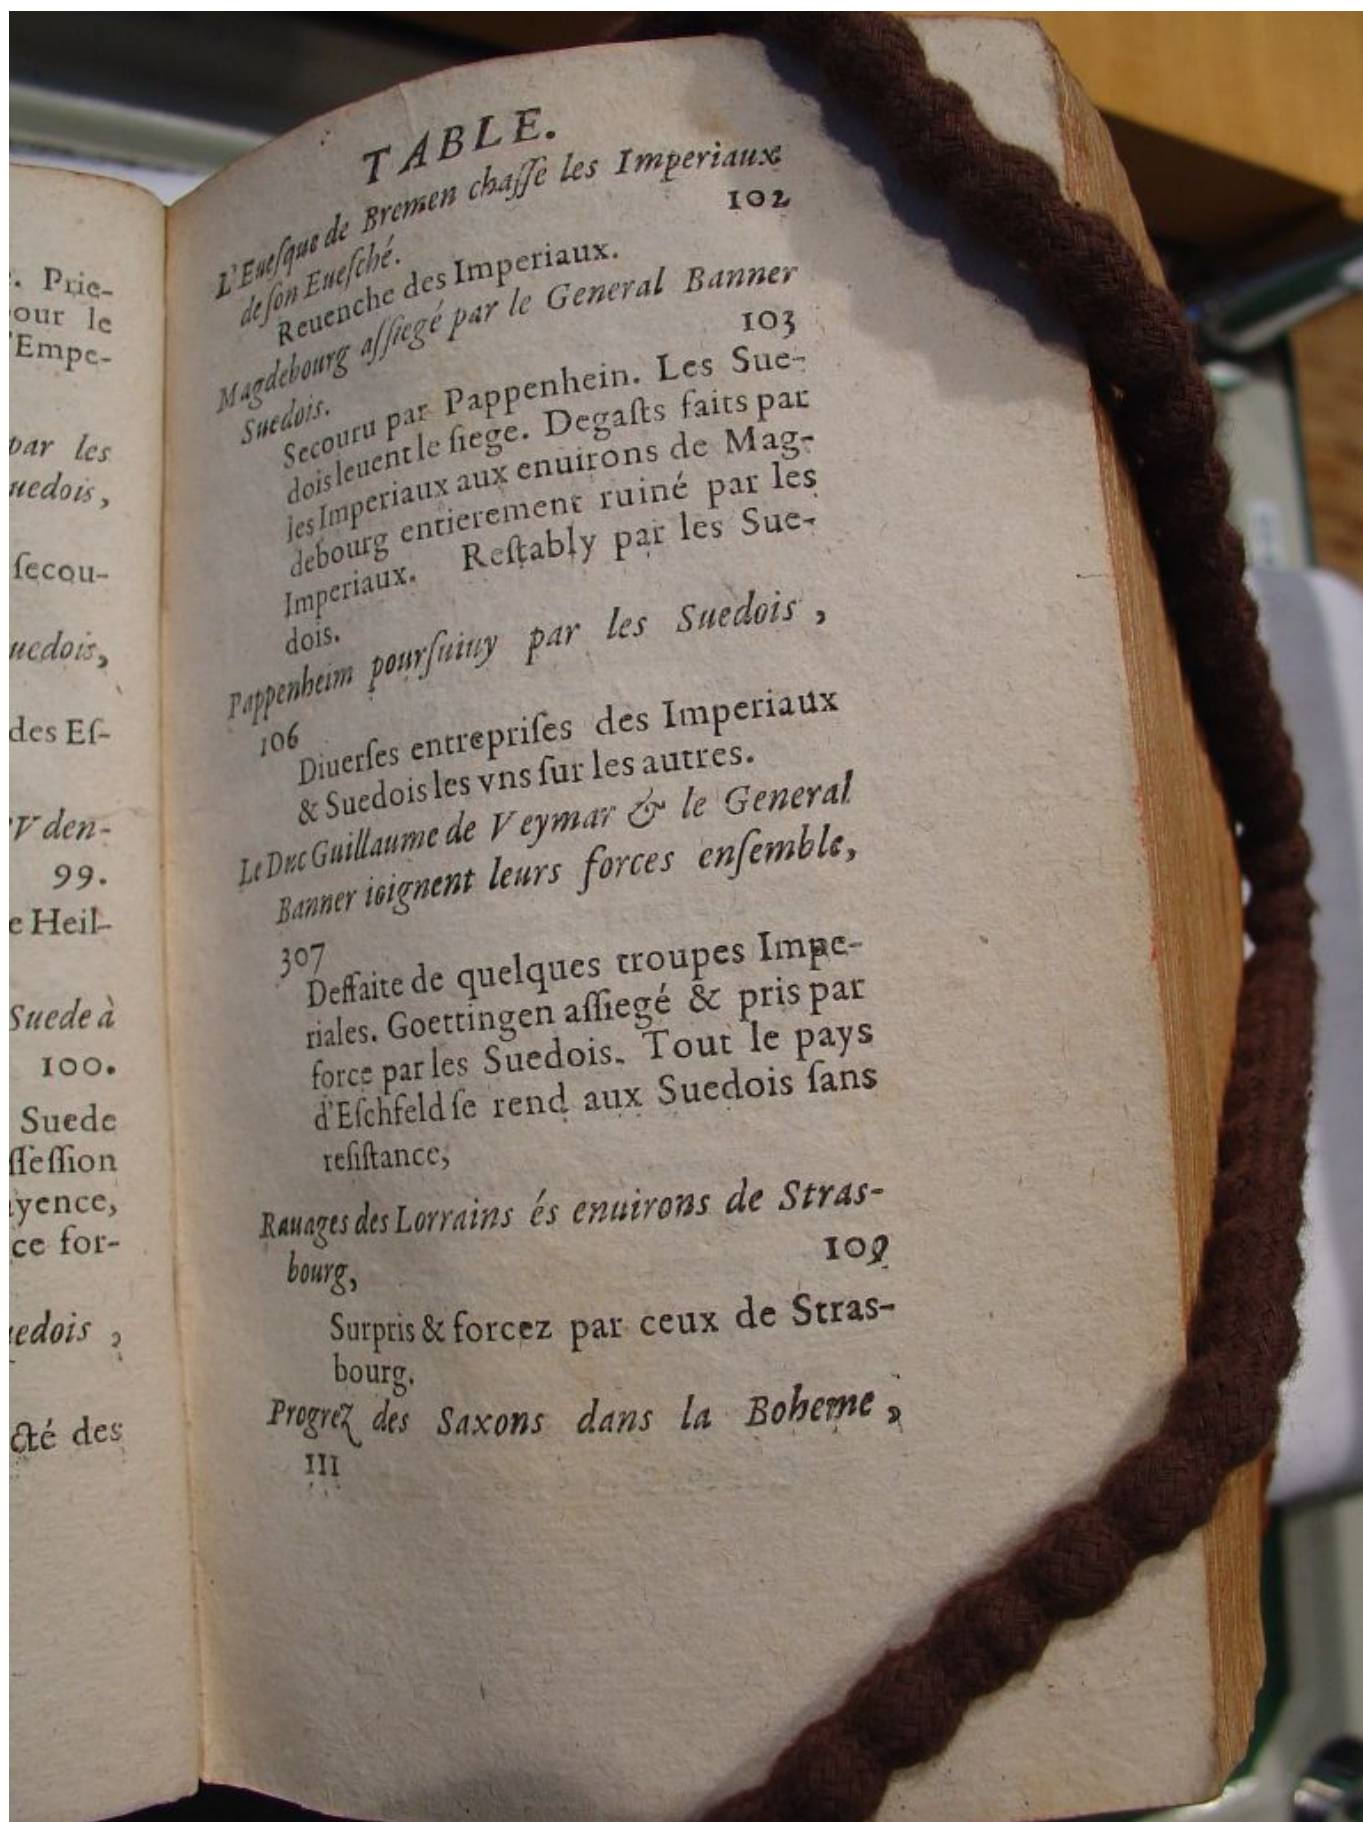 . Prie-
our le
'Empe-
par les
uedois,
ſecou-
uedois,
des Eſ-
V den-
99.
e Heil-
Suede à
100.
Suede
ſſeſſion
yence,
ce for-
edois ,
cté des
TABLE.
L'Eueſque de Bremen chaſſe les Imperiaux
de ſon Eueſché. 102
Reuenche des Imperiaux.
Magdebourg aſſiegé par le General Banner
Suedois. 103
Secouru par Pappenhein. Les Sue-
dois leuent le ſiege. Degaſts faits par
les Imperiaux aux enuirons de Mag-
debourg entierement ruiné par les
Imperiaux. Reſtably par les Sue-
dois.
Pappenheim pourſuiuy par les Suedois ,
106
Diuerſes entrepriſes des Imperiaux
& Suedois les vns ſur les autres.
Le Duc Guillaume de Veymar & le General
Banner ioignent leurs forces enſemble,
307
Deffaite de quelques troupes Impe-
riales. Goettingen aſſiegé & pris par
force par les Suedois. Tout le pays
d'Eſchfeld ſe rend aux Suedois ſans
reſiſtance;
Rauages des Lorrains és enuirons de Stras-
bourg, 109
Surpris & forcez par ceux de Stras-
bourg.
Progrez des Saxons dans la Boheme ,
111